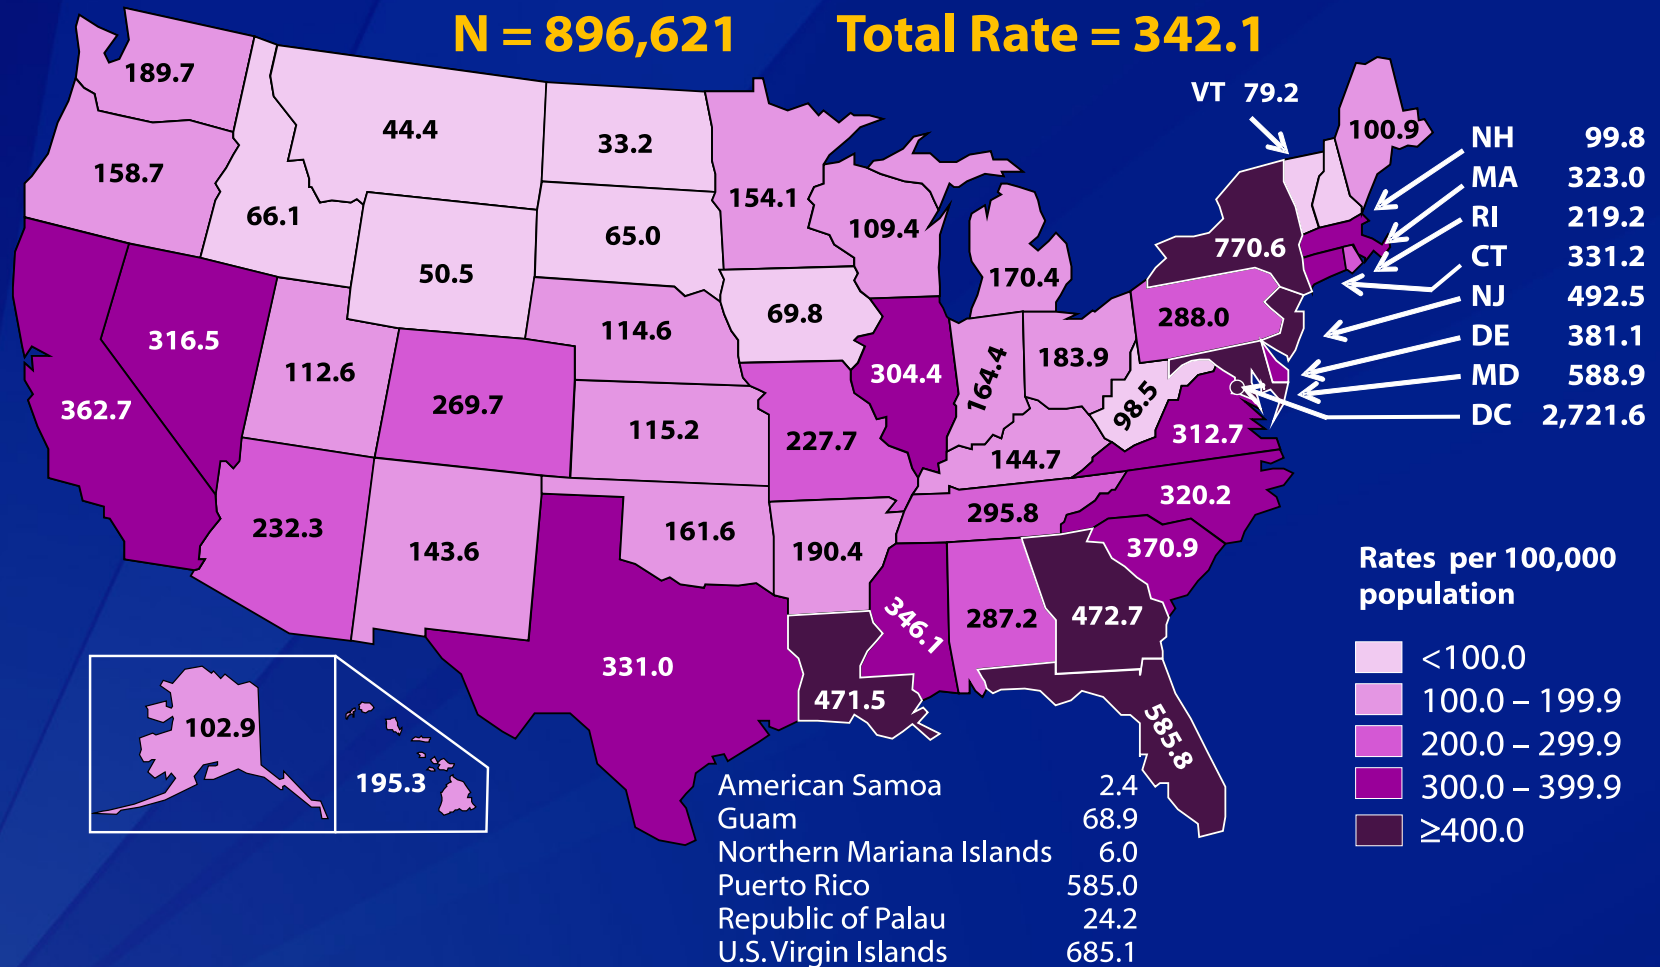 N = 896,621 Total Rate = 342.1
189.7
44.4
33.2
VT 79.2
100.9
NH 99.8
MA 323.0
RI 219.2
CT 331.2
NJ 492.5
DE 381.1
MD 588.9
DC 2,721.6
158.7
66.1
50.5
65.0
154.1
109.4
170.4
770.6
316.5
112.6
114.6
69.8
304.4
164.4
183.9
288.0
98.5
362.7
269.7
115.2
227.7
144.7
312.7
232.3
143.6
161.6
190.4
295.8
320.2
370.9
331.0
346.1
287.2
472.7
471.5
585.8
102.9
195.3
Rates per 100,000
population
<100.0
100.0 – 199.9
200.0 – 299.9
300.0 – 399.9
≥400.0
American Samoa 2.4
Guam 68.9
Northern Mariana Islands 6.0
Puerto Rico 585.0
Republic of Palau 24.2
U.S. Virgin Islands 685.1